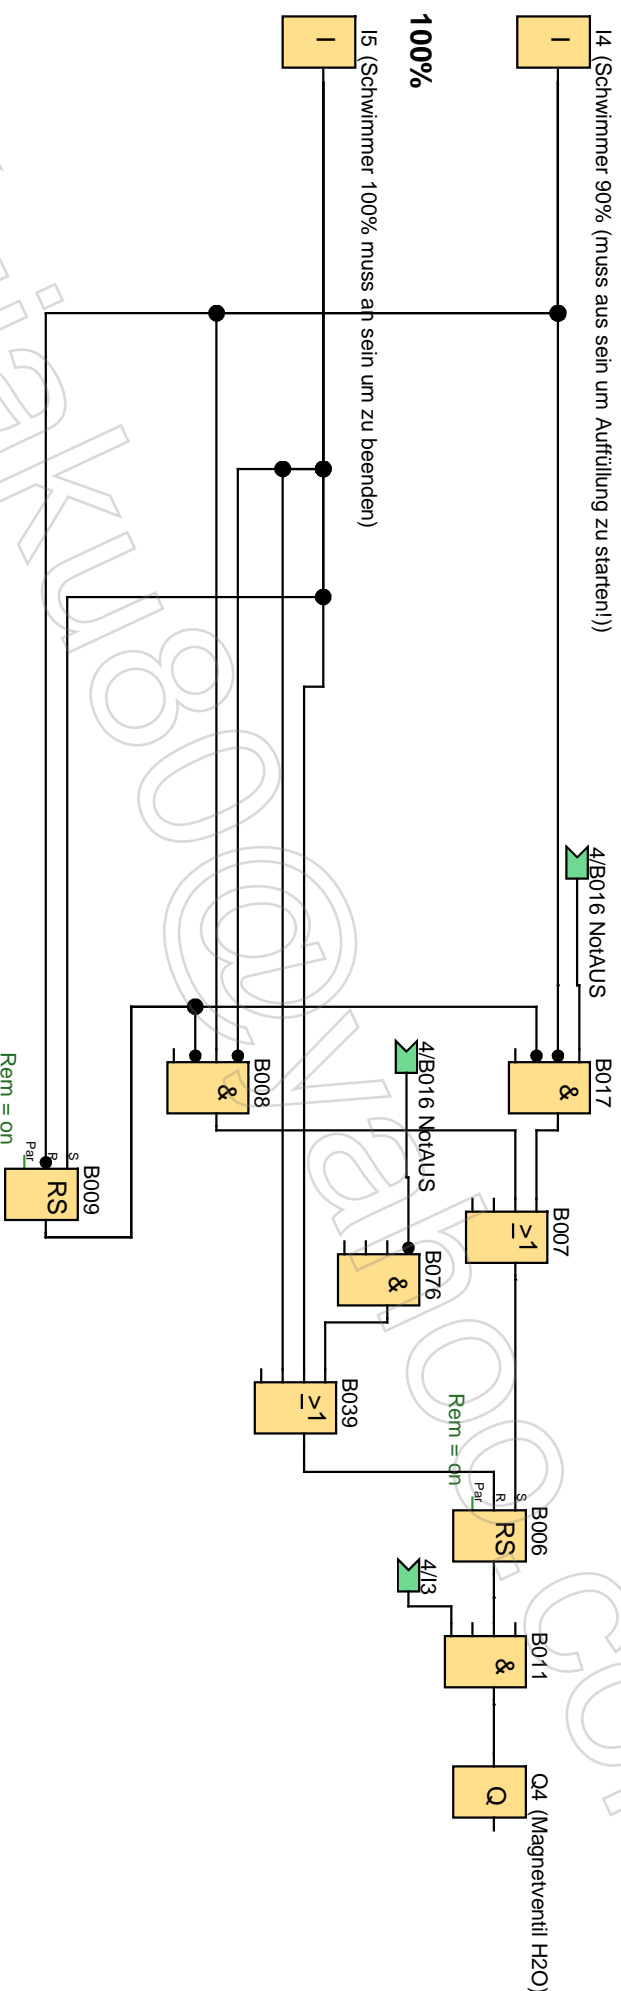 I4 (Schwimmer 90% (muss aus sein um Auffüllung zu starten!))
I
100%
I5 (Schwimmer 100% muss an sein um zu beenden)
I
4/B016 NotAUS
B017
&
B008
&
B009
S
R
Par
RS
Rem = on
B007
≥1
4/B016 NotAUS
B076
&
B039
≥1
B006
S
R
Par
RS
Rem = on
4/I3
B011
&
Q4 (Magnetventil H2O)
Q